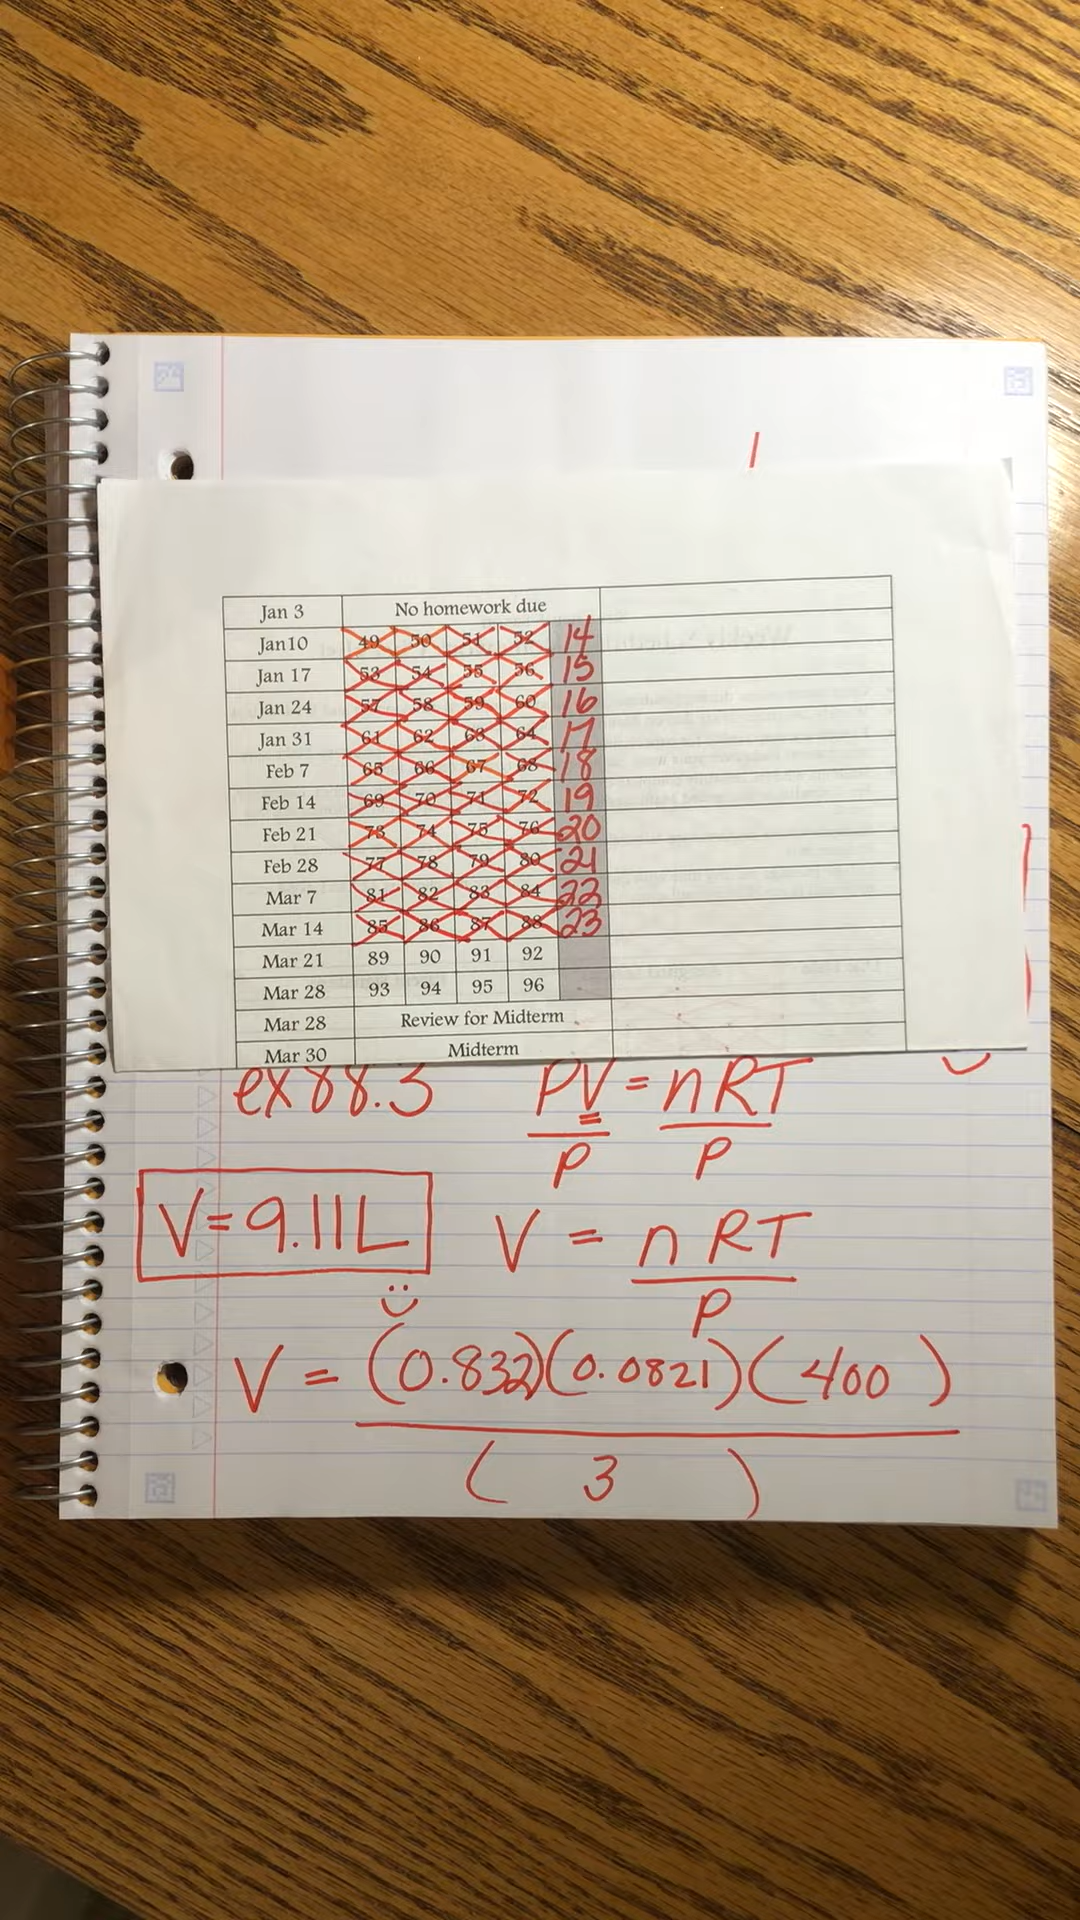 Jan 3 No homework due
Jan10 49 50 51 52 14
Jan 17 53 54 55 56 15
Jan 24 57 58 59 60 16
Jan 31 61 62 63 64 17
Feb 7 65 66 67 68 18
Feb 14 69 70 71 72 19
Feb 21 73 74 75 76 20
Feb 28 77 78 79 80 21
Mar 7 81 82 83 84 22
Mar 14 85 86 87 88 23
Mar 21 89 90 91 92
Mar 28 93 94 95 96
Mar 28 Review for Midterm
Mar 30 Midterm
ex 88.3 PV = nRT
P P
V = 9.11L V = nRT
P
V = (0.832)(0.0821)(400)
(3)